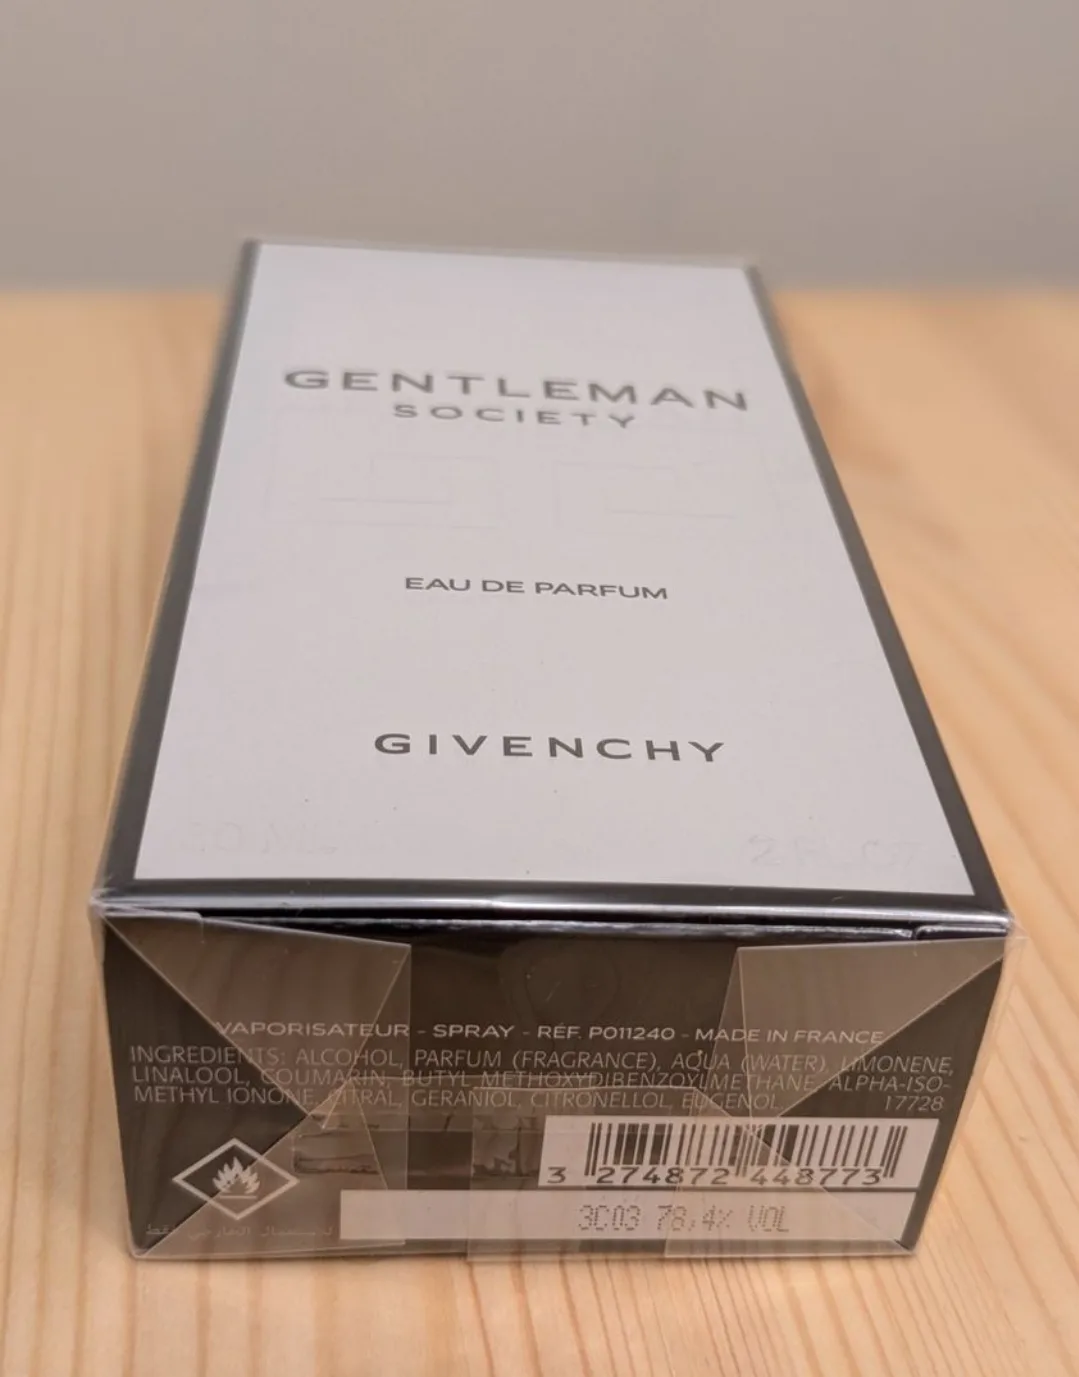 GENTLEMAN
SOCIETY
EAU DE PARFUM
GIVENCHY
VAPORISATEUR - SPRAY - RÉF. P011240 - MADE IN FRANCE
INGREDIENTS: ALCOHOL, PARFUM (FRAGRANCE), AQUA (WATER), LIMONENE,
LINALOOL, COUMARIN, BUTYL METHOXYDIBENZOYLMETHANE, ALPHA-ISO-
METHYL IONONE, CITRAL, GERANIOL, CITRONELLOL, EUGENOL. 17728
3 274872 448773
3C03 78,4% VOL